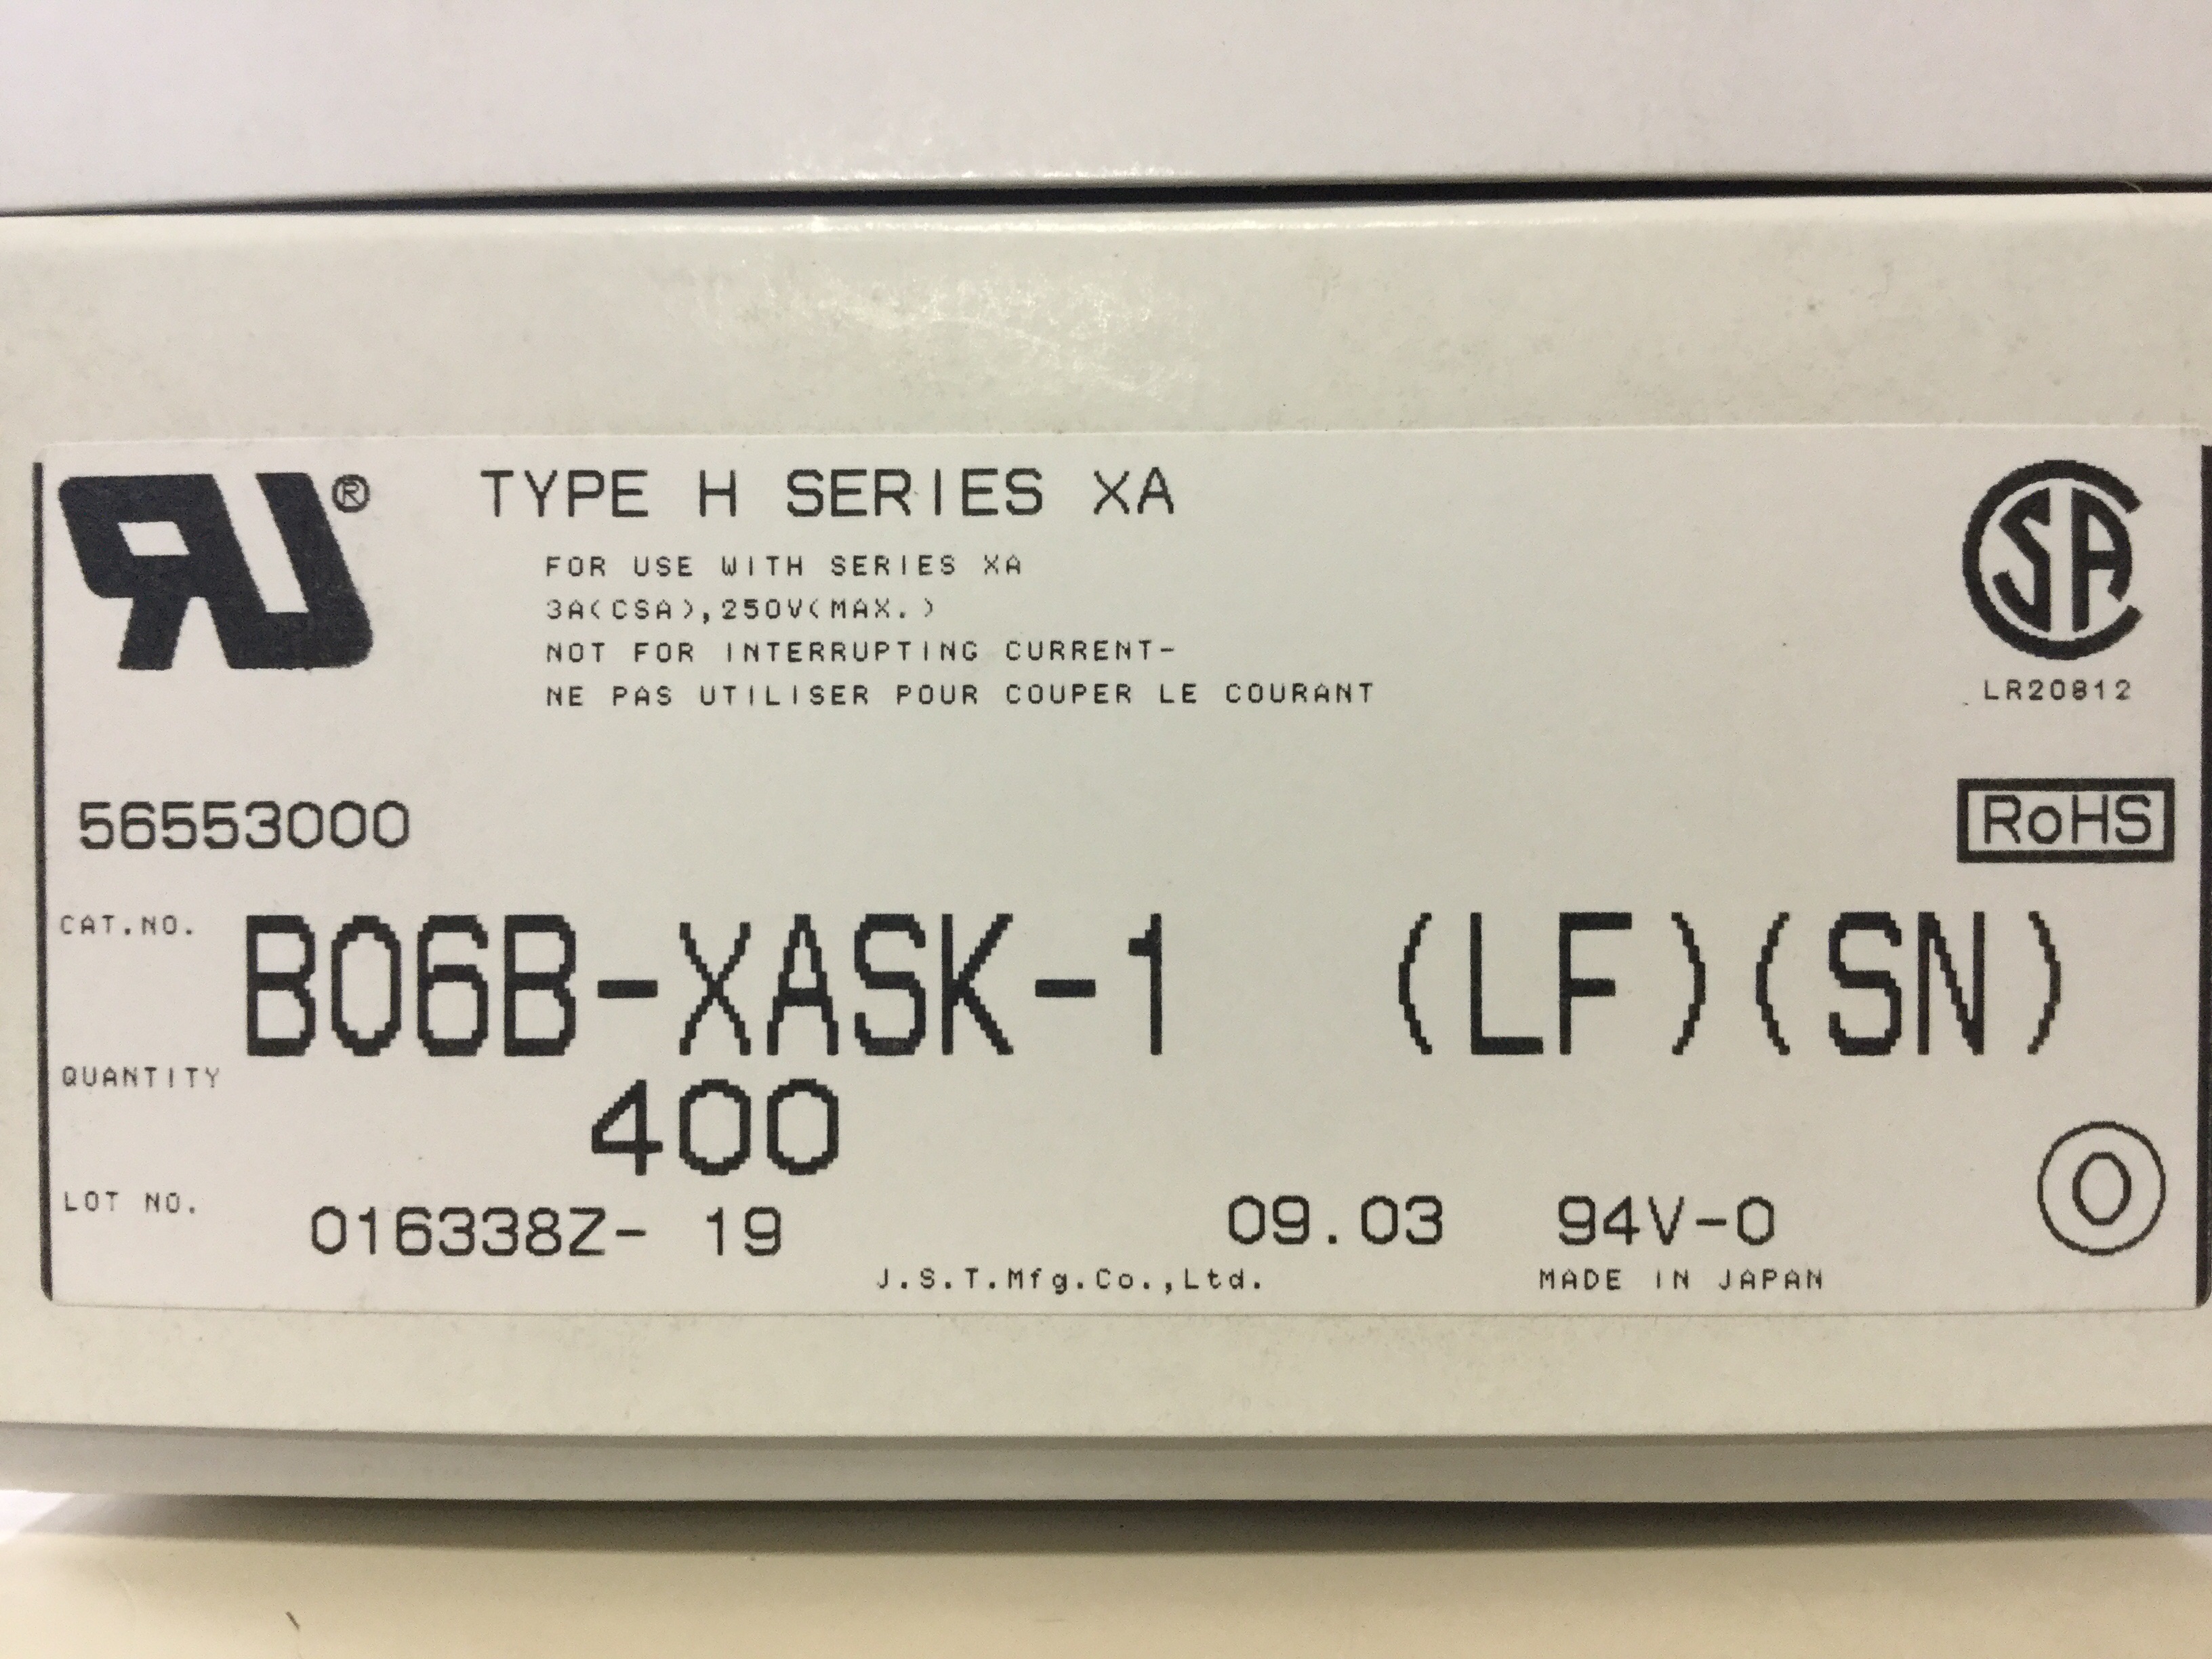 RU®
TYPE H SERIES XA
FOR USE WITH SERIES XA
3A(CSA),250V(MAX.)
NOT FOR INTERRUPTING CURRENT-
NE PAS UTILISER POUR COUPER LE COURANT
CSA
LR20812
56553000
RoHS
CAT.NO. B06B-XASK-1 (LF)(SN)
QUANTITY 400
LOT NO. 016338Z- 19 09.03 94V-0 O
J.S.T.Mfg.Co.,Ltd. MADE IN JAPAN